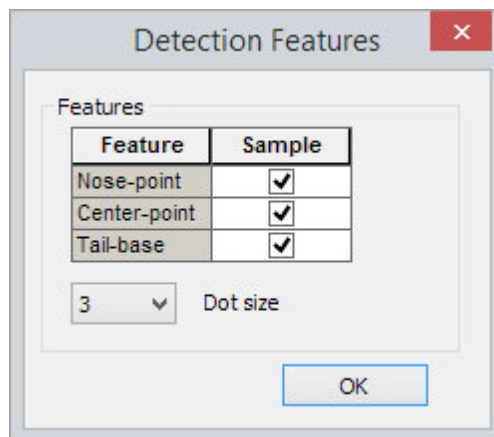 Detection Features
Features
Feature Sample
Nose-point
Center-point
Tail-base
3 Dot size
OK